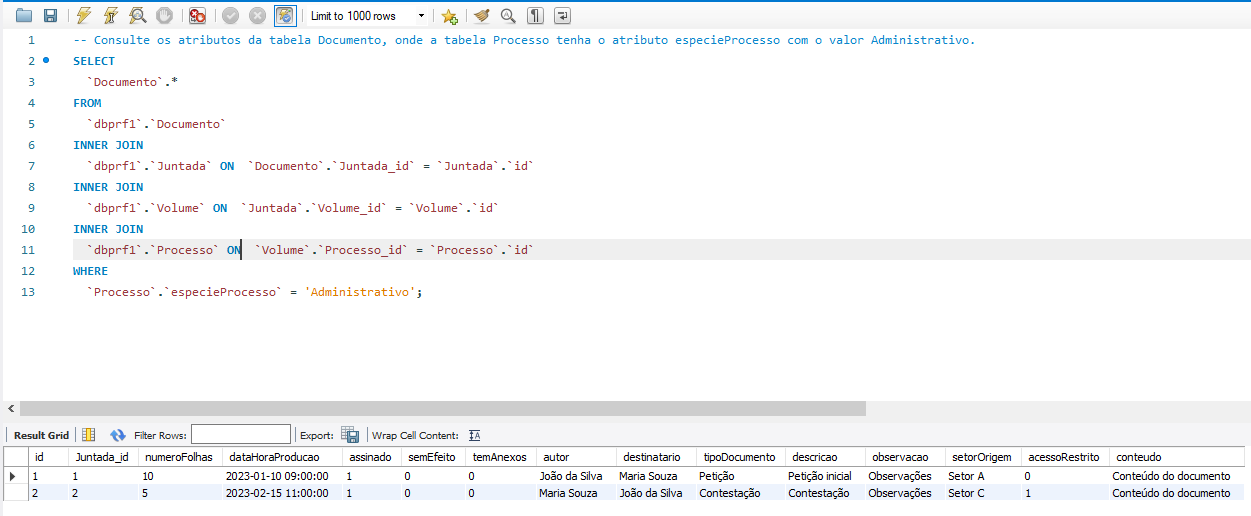 Limit to 1000 rows
1 -- Consulte os atributos da tabela Documento, onde a tabela Processo tenha o atributo especieProcesso com o valor Administrativo.
2 SELECT
3 `Documento`.*
4 FROM
5 `dbprf1`.`Documento`
6 INNER JOIN
7 `dbprf1`.`Juntada` ON  `Documento`.`Juntada_id` = `Juntada`.`id`
8 INNER JOIN
9 `dbprf1`.`Volume` ON  `Juntada`.`Volume_id` = `Volume`.`id`
10 INNER JOIN
11 `dbprf1`.`Processo` ON  `Volume`.`Processo_id` = `Processo`.`id`
12 WHERE
13 `Processo`.`especieProcesso` = 'Administrativo';
Result Grid Filter Rows: Export: Wrap Cell Content:
id Juntada_id numeroFolhas dataHoraProducao assinado semEfeito temAnexos autor destinatario tipoDocumento descricao observacao setorOrigem acessoRestrito conteudo
1 1 10 2023-01-10 09:00:00 1 0 0 João da Silva Maria Souza Petição Petição inicial Observações Setor A 0 Conteúdo do documento
2 2 5 2023-02-15 11:00:00 1 0 0 Maria Souza João da Silva Contestação Contestação Observações Setor C 1 Conteúdo do documento